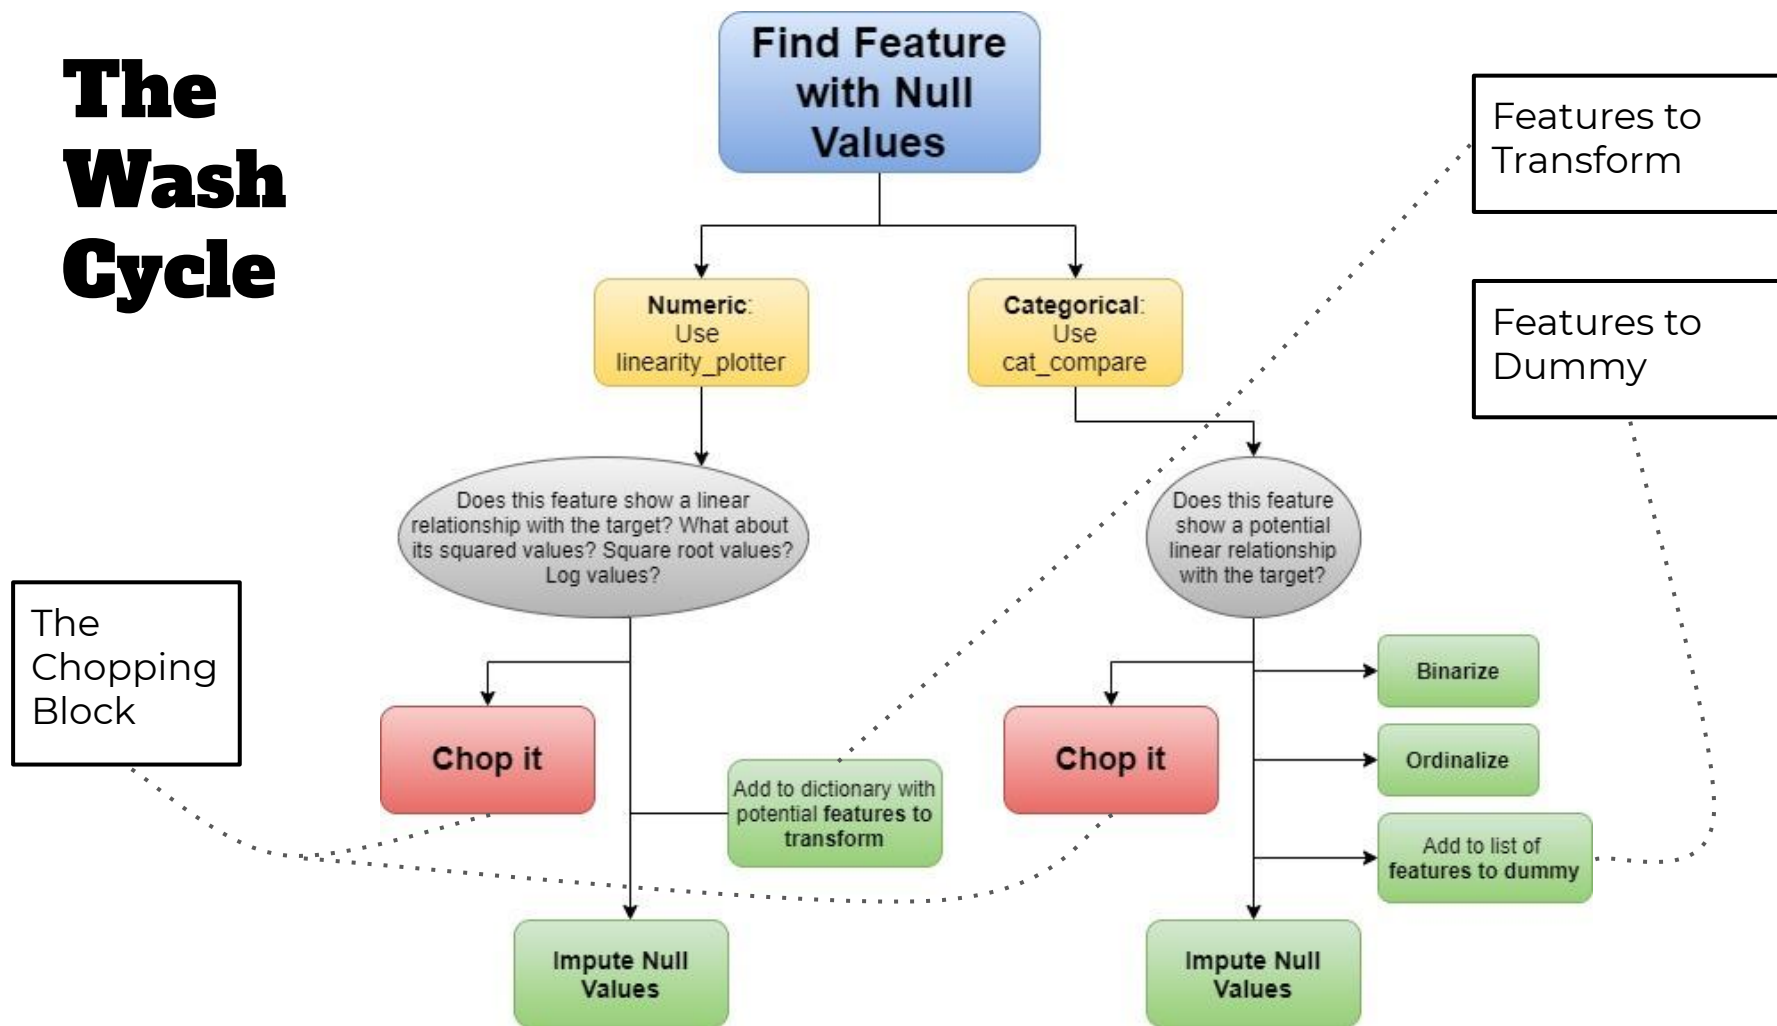 The
Wash
Cycle
Find Feature
with Null
Values
Features to
Transform
Features to
Dummy
Numeric:
Use
linearity_plotter
Categorical:
Use
cat_compare
Does this feature show a linear
relationship with the target? What about
its squared values? Square root values?
Log values?
Does this feature
show a potential
linear relationship
with the target?
The
Chopping
Block
Chop it
Add to dictionary with
potential features to
transform
Chop it
Binarize
Ordinalize
Add to list of
features to dummy
Impute Null
Values
Impute Null
Values